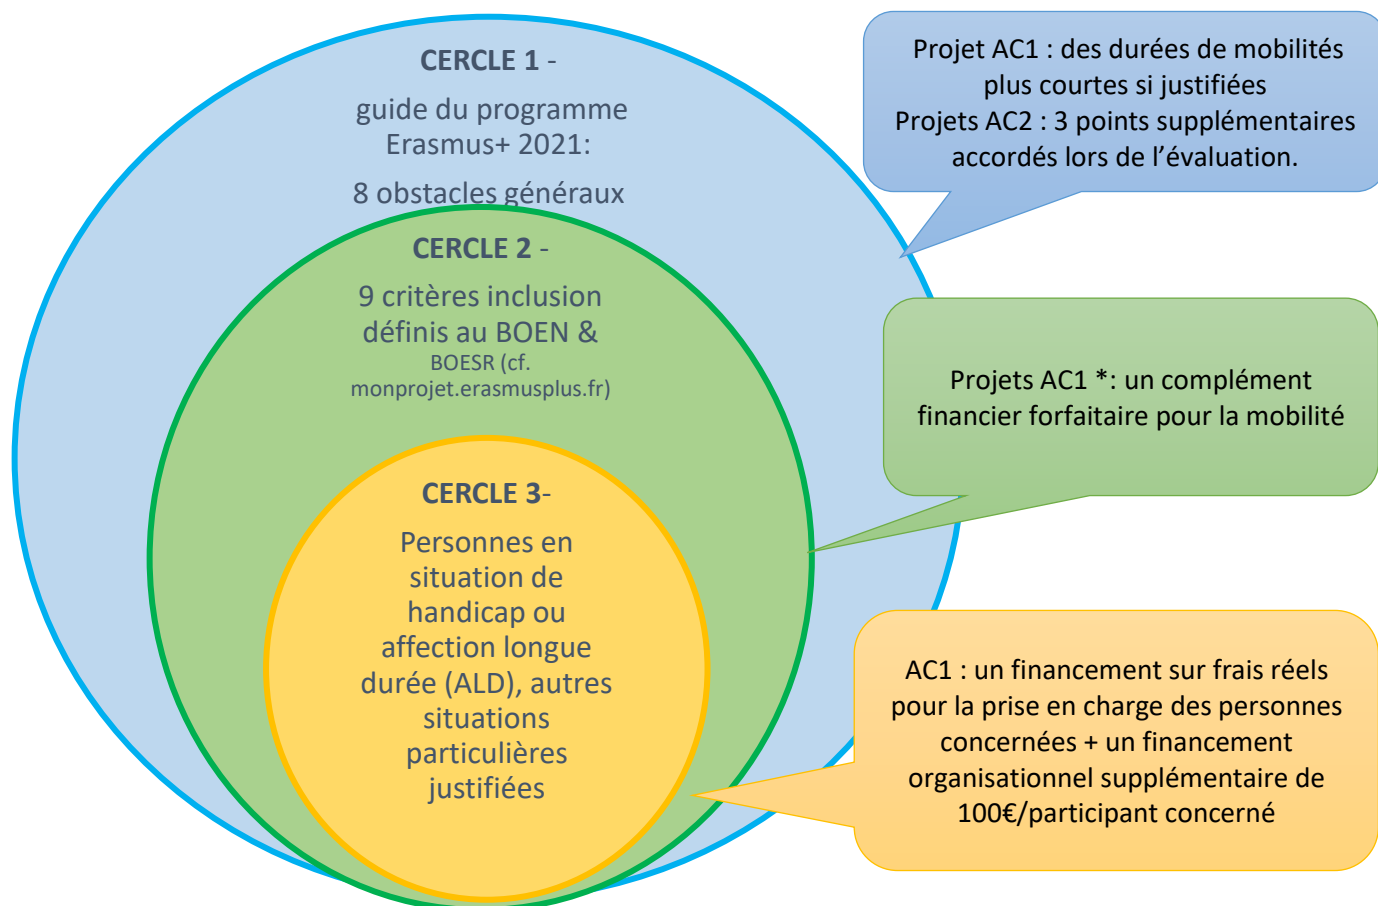 CERCLE 1 -
guide du programme
Erasmus+ 2021:
8 obstacles généraux
CERCLE 2 -
9 critères inclusion
définis au BOEN &
BOESR (cf.
monprojet.erasmusplus.fr)
CERCLE 3-
Personnes en
situation de
handicap ou
affection longue
durée (ALD), autres
situations
particulières
justifiées
Projet AC1 : des durées de mobilités
plus courtes si justifiées
Projets AC2 : 3 points supplémentaires
accordés lors de l’évaluation.
Projets AC1 *: un complément
financier forfaitaire pour la mobilité
AC1 : un financement sur frais réels
pour la prise en charge des personnes
concernées + un financement
organisationnel supplémentaire de
100€/participant concerné